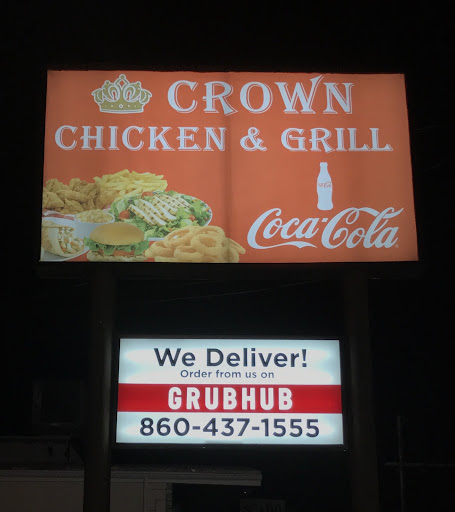 CROWN
CHICKEN & GRILL
Coca-Cola
We Deliver!
Order from us on
GRUBHUB
860-437-1555